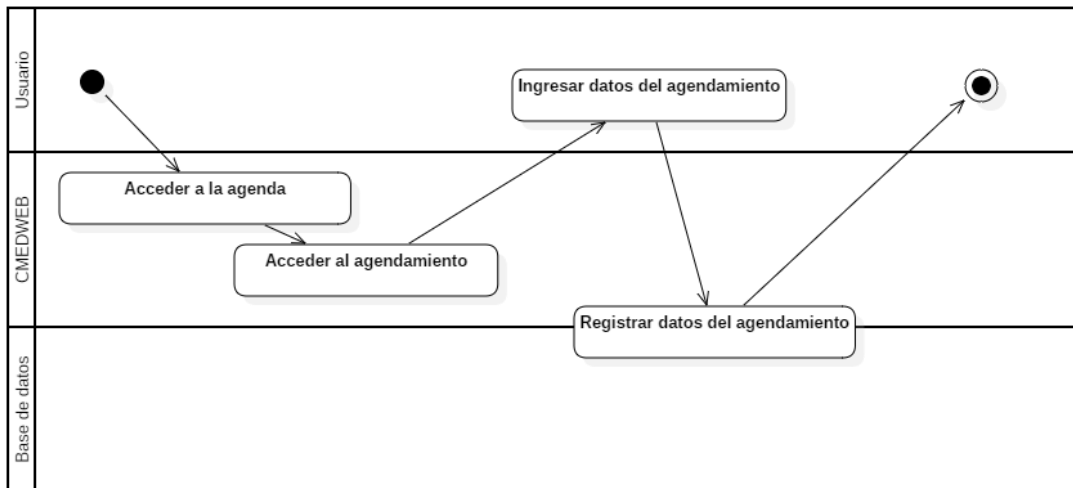 Usuario
Ingresar datos del agendamiento
CMEDWEB
Acceder a la agenda
Acceder al agendamiento
Registrar datos del agendamiento
Base de datos